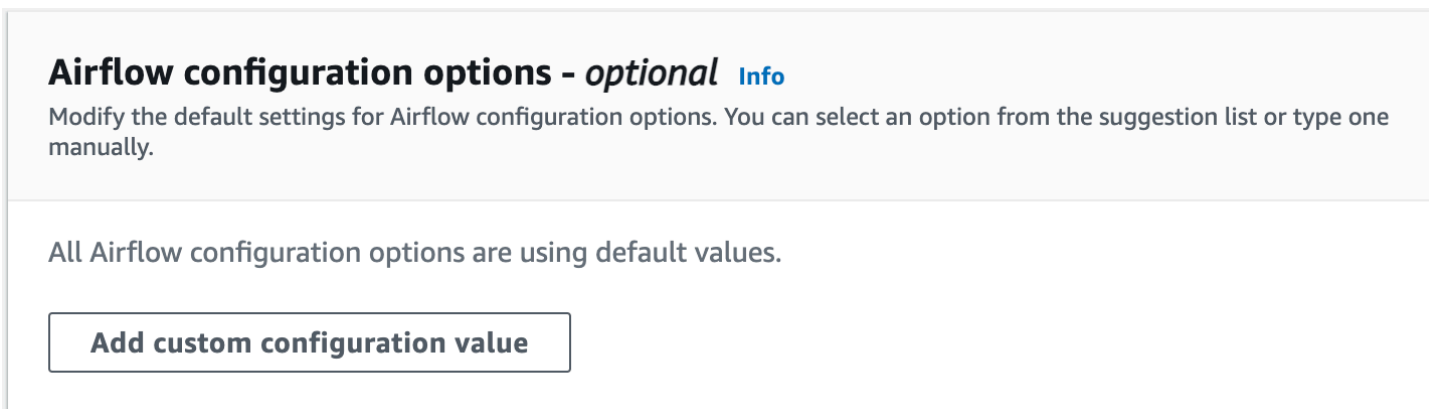 Airflow configuration options - optional Info
Modify the default settings for Airflow configuration options. You can select an option from the suggestion list or type one
manually.
All Airflow configuration options are using default values.
Add custom configuration value